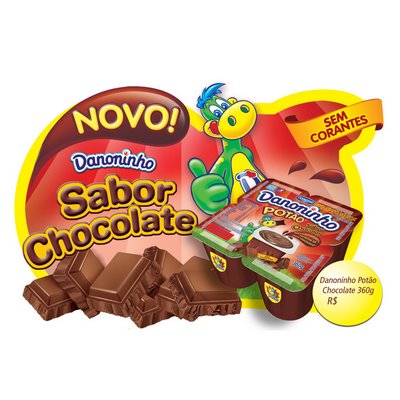 NOVO!
Danoninho
Sabor
Chocolate
SEM
CORANTES
Danoninho
POTÃO
Danoninho Potão
Chocolate 360g
R$